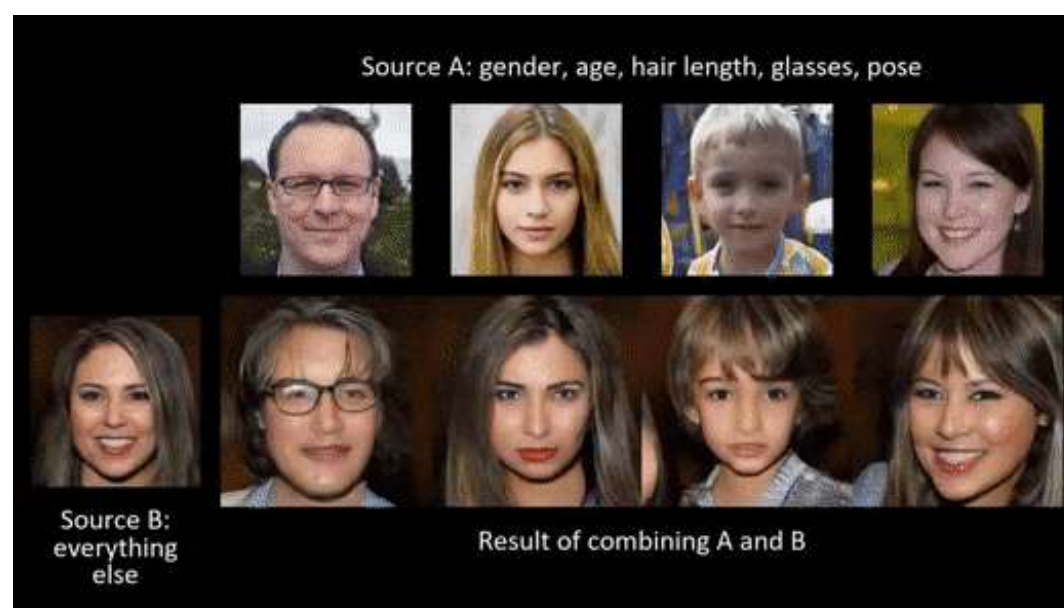 Source A: gender, age, hair length, glasses, pose
Source B:
everything
else
Result of combining A and B